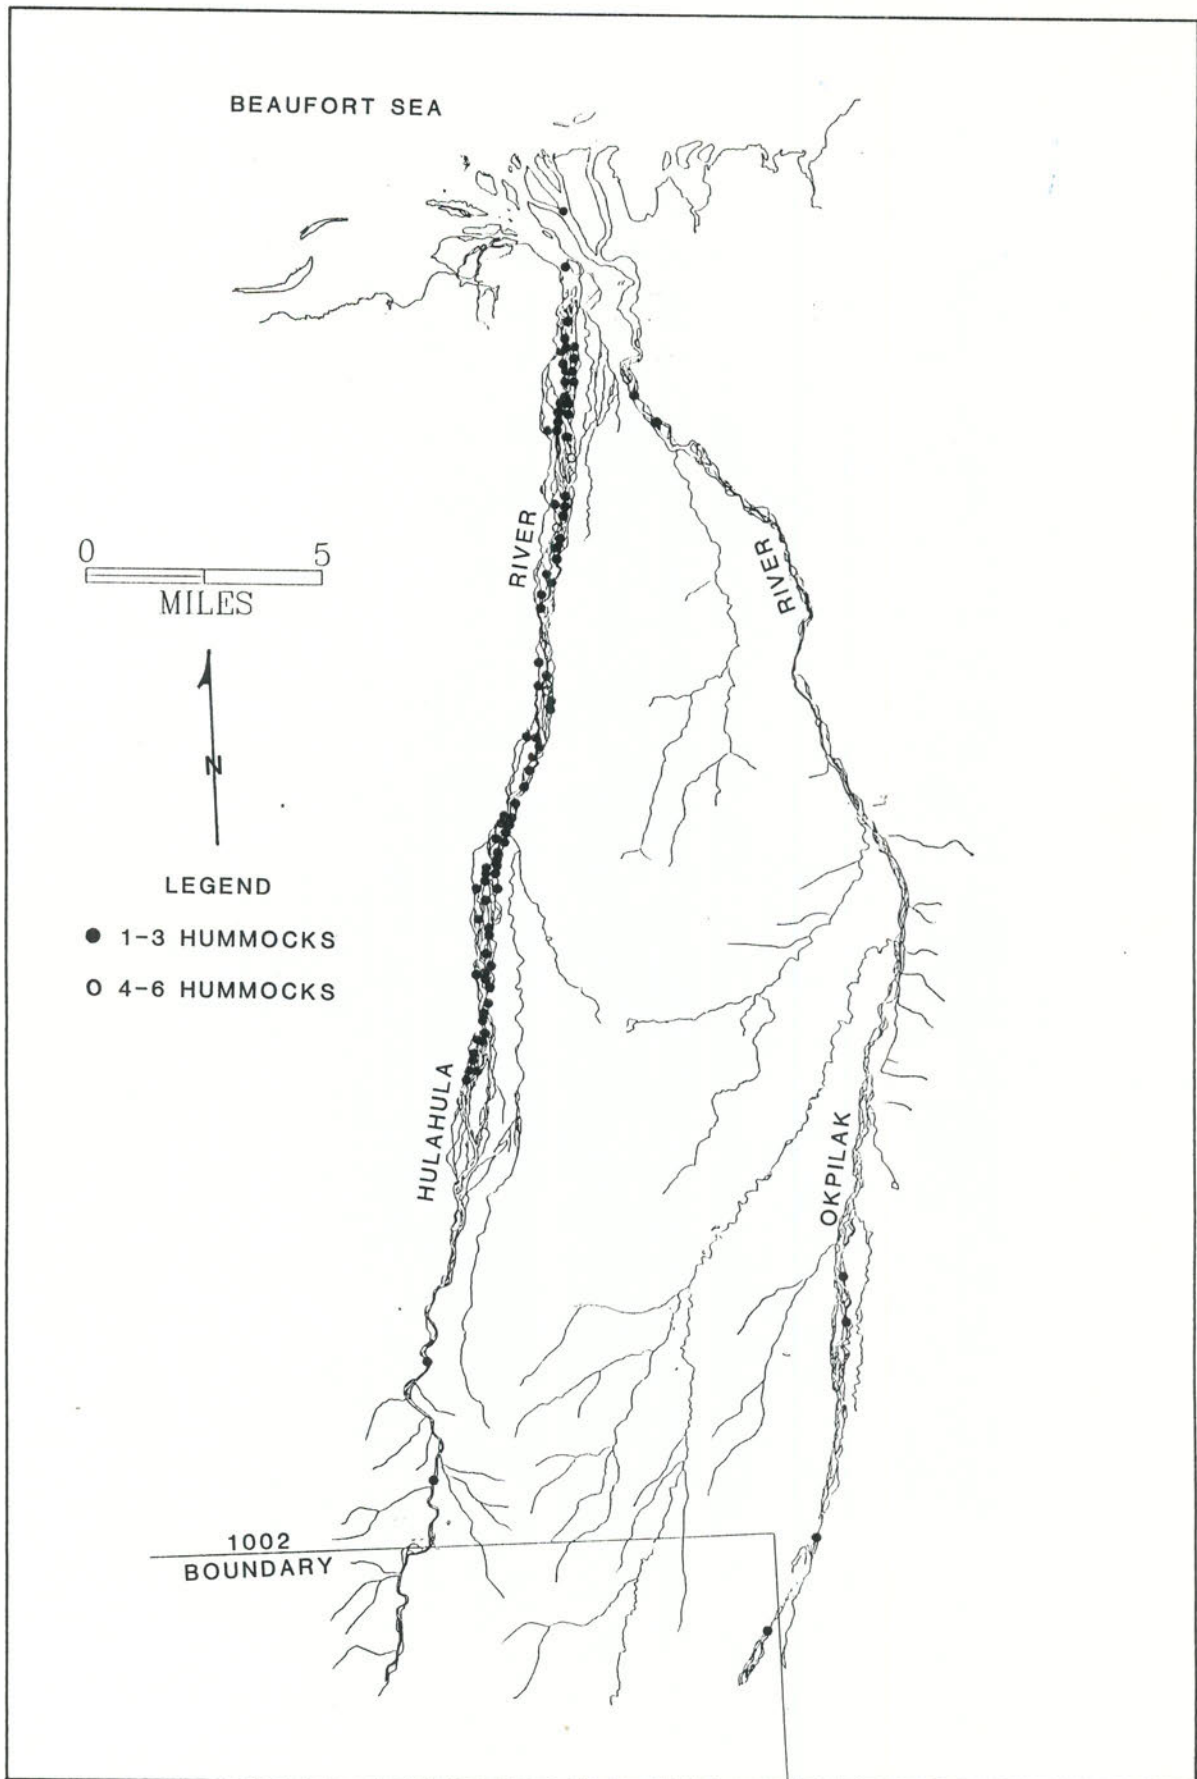 BEAUFORT SEA
RIVER
RIVER
0 5
MILES
N
LEGEND
● 1-3 HUMMOCKS
O 4-6 HUMMOCKS
HULAHULA
OKPILAK
1002
BOUNDARY